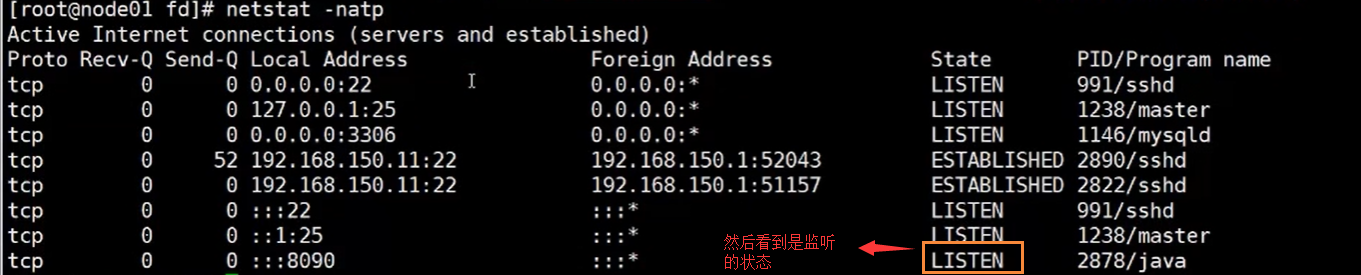 [root@node01 fd]# netstat -natp
Active Internet connections (servers and established)
Proto Recv-Q Send-Q Local Address Foreign Address State PID/Program name
tcp 0 0 0.0.0.0:22 0.0.0.0:* LISTEN 991/sshd
tcp 0 0 127.0.0.1:25 0.0.0.0:* LISTEN 1238/master
tcp 0 0 0.0.0.0:3306 0.0.0.0:* LISTEN 1146/mysqld
tcp 0 52 192.168.150.11:22 192.168.150.1:52043 ESTABLISHED 2890/sshd
tcp 0 0 192.168.150.11:22 192.168.150.1:51157 ESTABLISHED 2822/sshd
tcp 0 0 :::22 :::* LISTEN 991/sshd
tcp 0 0 ::1:25 :::* LISTEN 1238/master
tcp 0 0 :::8090 :::* LISTEN 2878/java
然后看到是监听
的状态